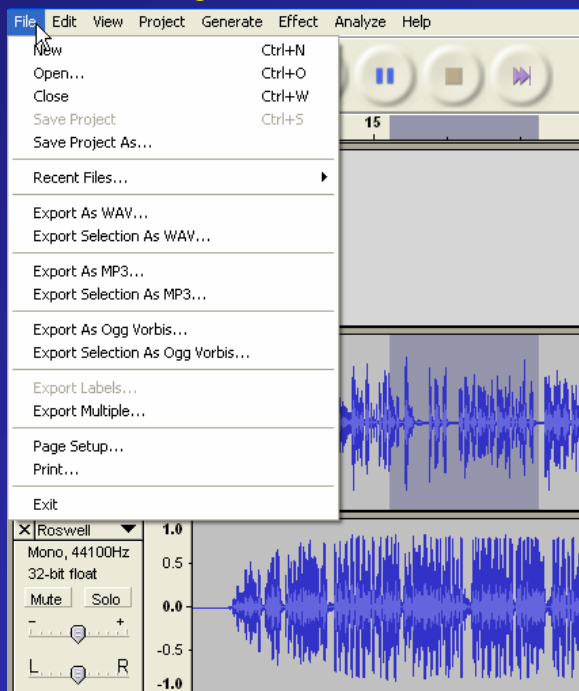 File Edit View Project Generate Effect Analyze Help
New Ctrl+N
Open... Ctrl+O
Close Ctrl+W
Save Project Ctrl+S
Save Project As...
Recent Files...
Export As WAV...
Export Selection As WAV...
Export As MP3...
Export Selection As MP3...
Export As Ogg Vorbis...
Export Selection As Ogg Vorbis...
Export Labels...
Export Multiple...
Page Setup...
Print...
Exit
15
Roswell
Mono, 44100Hz
32-bit float
Mute Solo
- +
L R
1.0
0.5
0.0
-0.5
-1.0